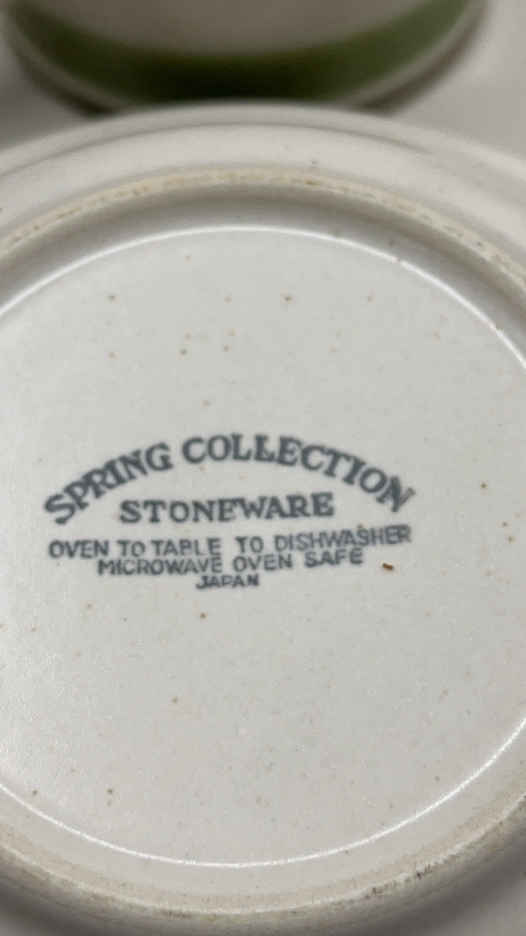 SPRING COLLECTION
STONEWARE
OVEN TO TABLE TO DISHWASHER
MICROWAVE OVEN SAFE
JAPAN